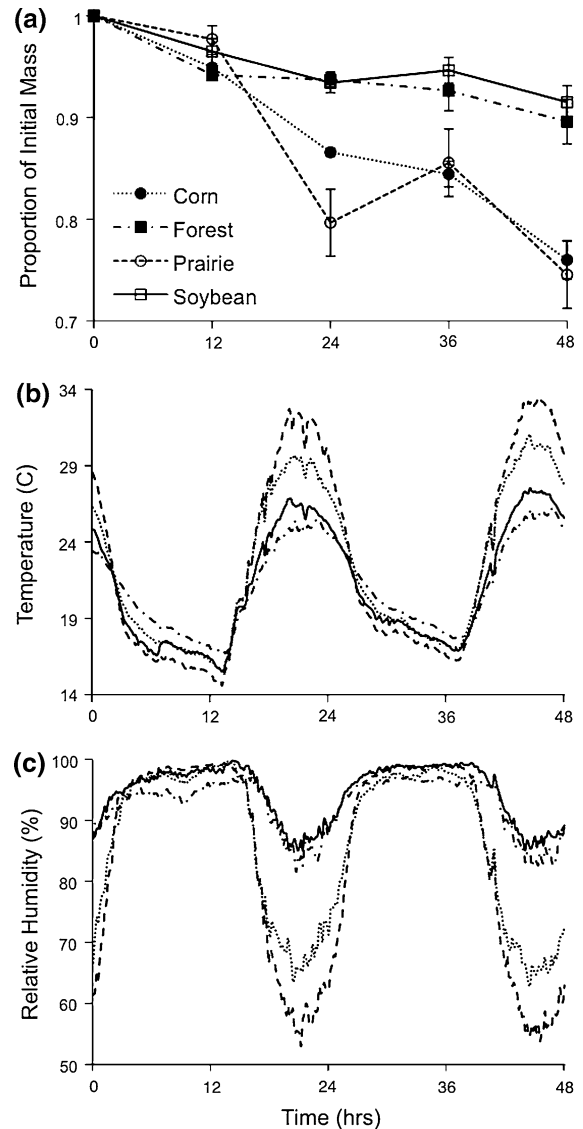 (a)
Proportion of Initial Mass
1
0.9
0.8
0.7
Corn
Forest
Prairie
Soybean
0 12 24 36 48
(b)
Temperature (C)
34
29
24
19
14
0 12 24 36 48
(c)
Relative Humidity (%)
100
90
80
70
60
50
0 12 24 36 48
Time (hrs)